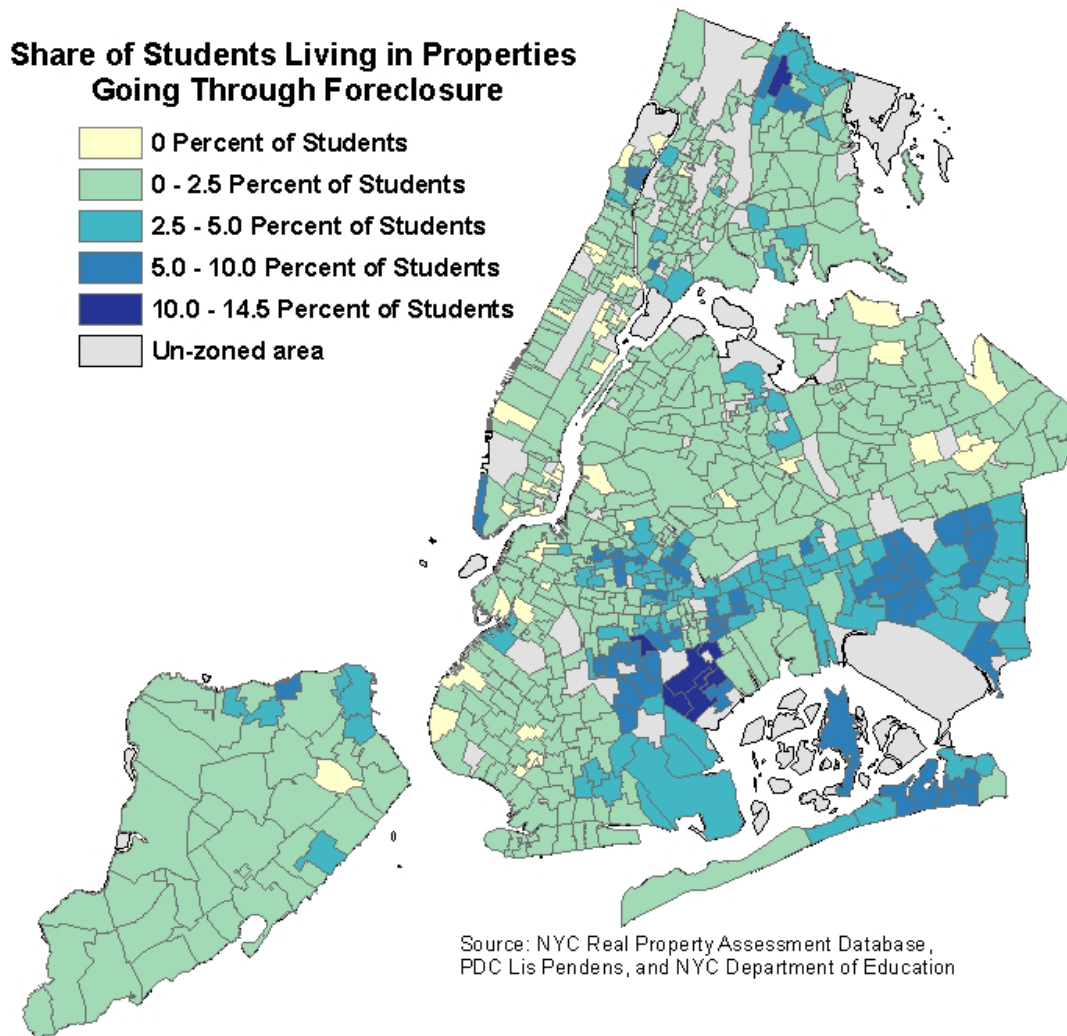 Share of Students Living in Properties
Going Through Foreclosure
0 Percent of Students
0 - 2.5 Percent of Students
2.5 - 5.0 Percent of Students
5.0 - 10.0 Percent of Students
10.0 - 14.5 Percent of Students
Un-zoned area
Source: NYC Real Property Assessment Database,
PDC Lis Pendens, and NYC Department of Education